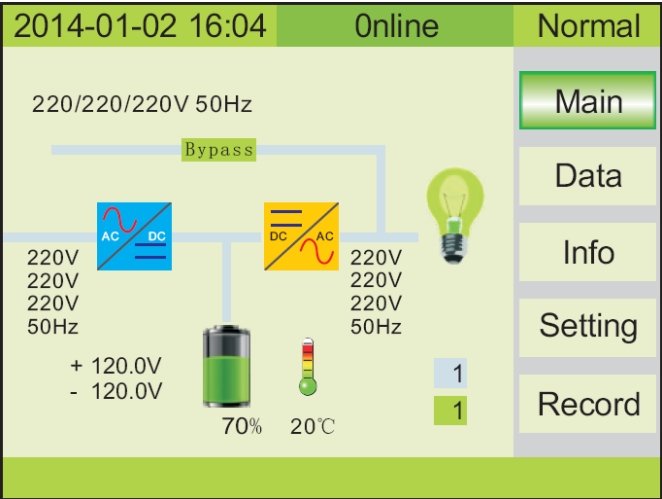 2014-01-02 16:04
0nline
Normal
220/220/220V 50Hz
Bypass
Main
Data
Info
Setting
Record
AC
DC
DC
AC
220V
220V
220V
50Hz
220V
220V
220V
50Hz
+ 120.0V
- 120.0V
70%
20℃
1
1